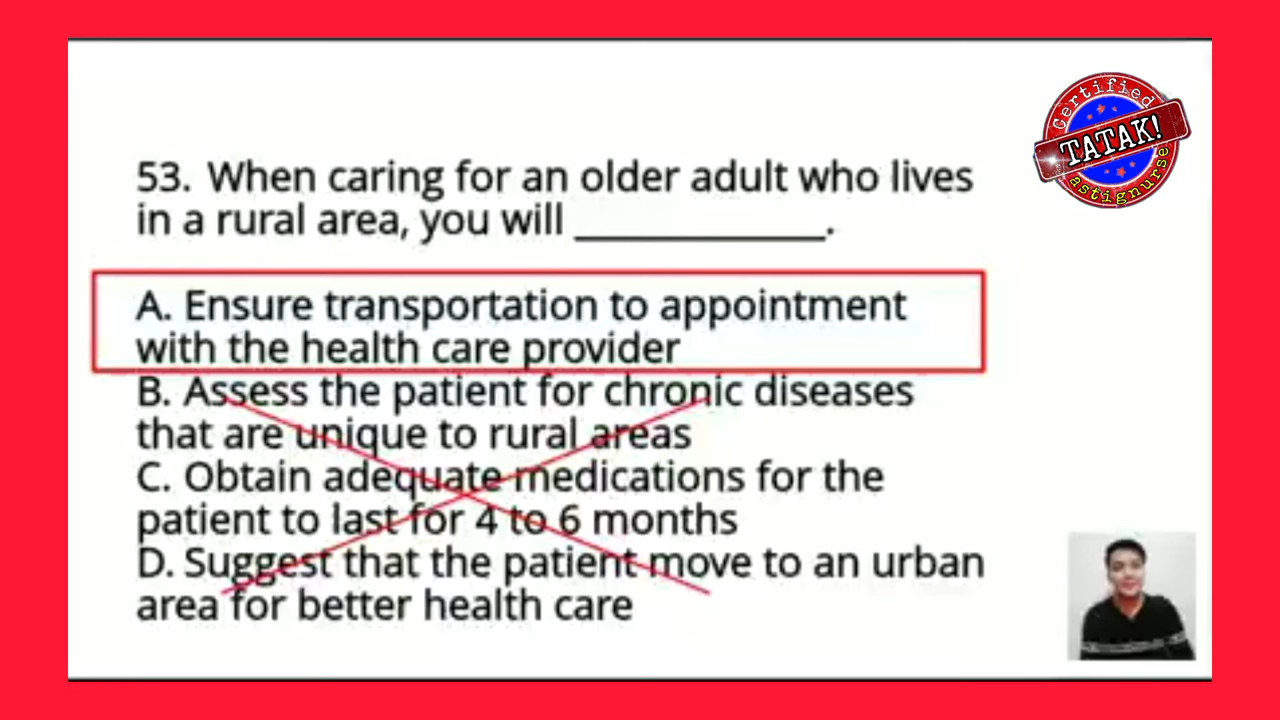 Certified
TATAK!
astignurse
53. When caring for an older adult who lives
in a rural area, you will ____________.
A. Ensure transportation to appointment
with the health care provider
B. Assess the patient for chronic diseases
that are unique to rural areas
C. Obtain adequate medications for the
patient to last for 4 to 6 months
D. Suggest that the patient move to an urban
area for better health care